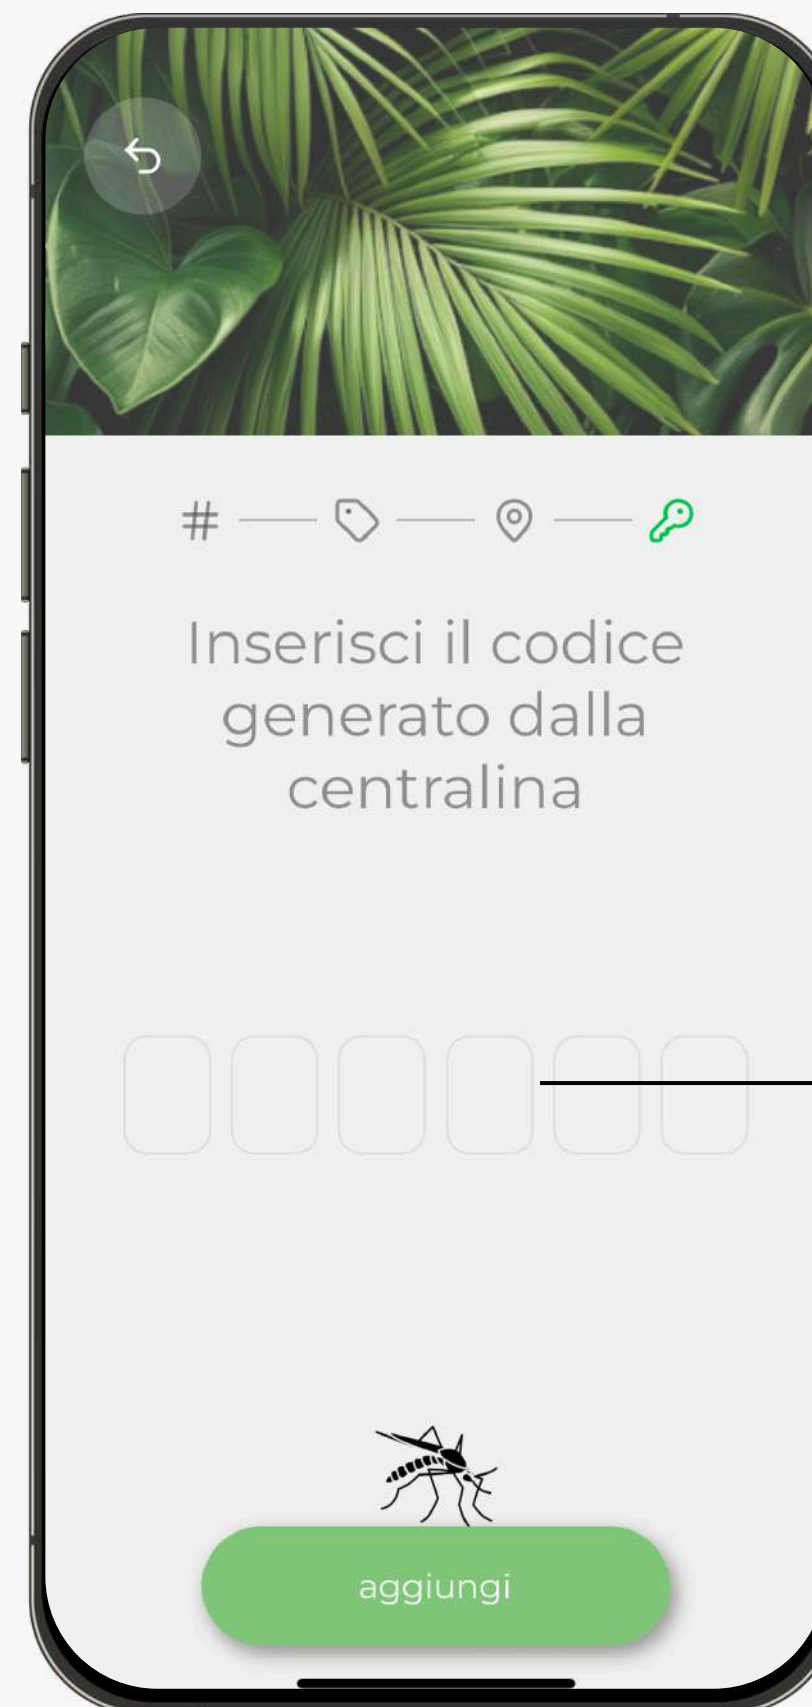 Inserisci il codice
generato dalla
centralina
aggiungi